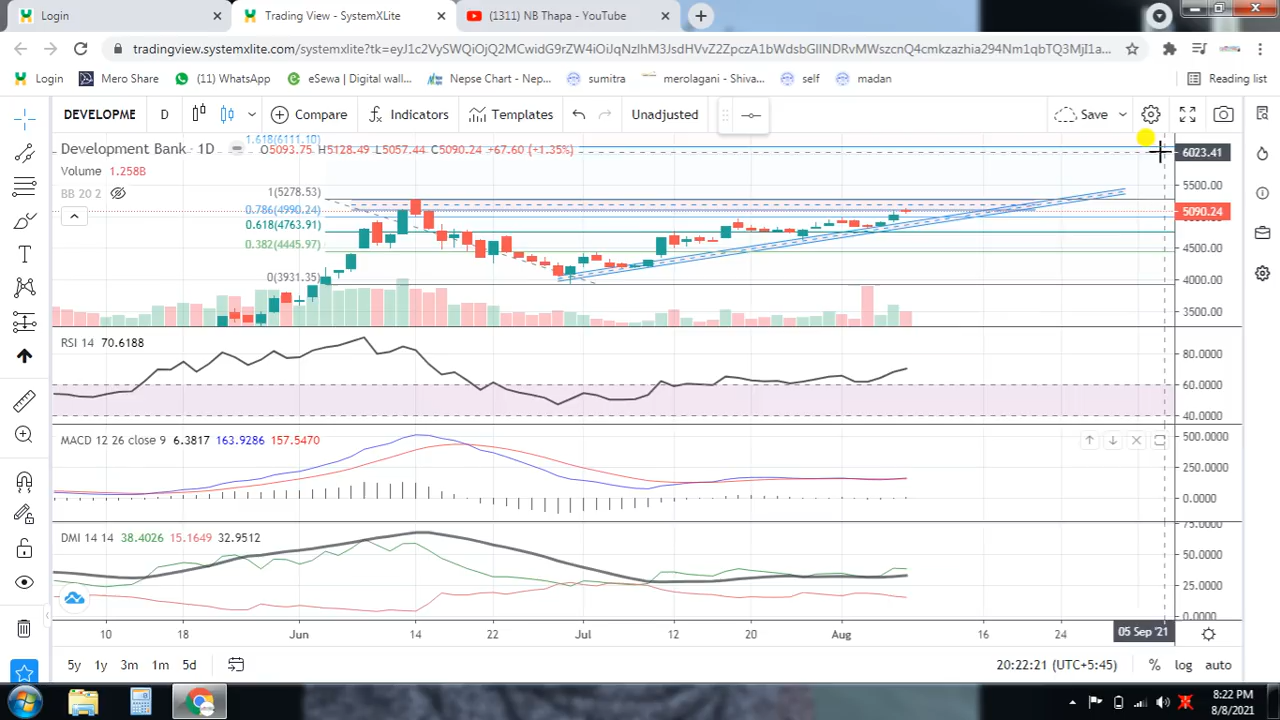 Login
Trading View - SystemXLite
(1311) NB Thapa - YouTube
Login
Mero Share
(11) WhatsApp
eSewa | Digital wall...
Nepse Chart - Nep...
sumitra
merolagani - Shiva...
self
madan
Reading list
DEVELOPME
D
Compare
Indicators
Templates
Unadjusted
Save
1.618(6111.10)
Development Bank · 1D
O5093.75 H5128.49 L5057.44 C5090.24 +67.60 (+1.35%)
6023.41
Volume 1.258B
BB 20 2
1(5278.53)
5500.00
0.786(4990.24)
5090.24
0.618(4763.91)
0.382(4445.97)
4500.00
0(3931.35)
4000.00
3500.00
RSI 14 70.6188
80.0000
60.0000
40.0000
MACD 12 26 close 9 6.3817 163.9286 157.5470
500.0000
250.0000
0.0000
DMI 14 14 38.4026 15.1649 32.9512
75.0000
50.0000
25.0000
0.0000
10
18
Jun
14
22
Jul
12
20
Aug
16
24
05 Sep '21
5y
1y
3m
1m
5d
20:22:21 (UTC+5:45)
%
log
auto
8:22 PM
8/8/2021